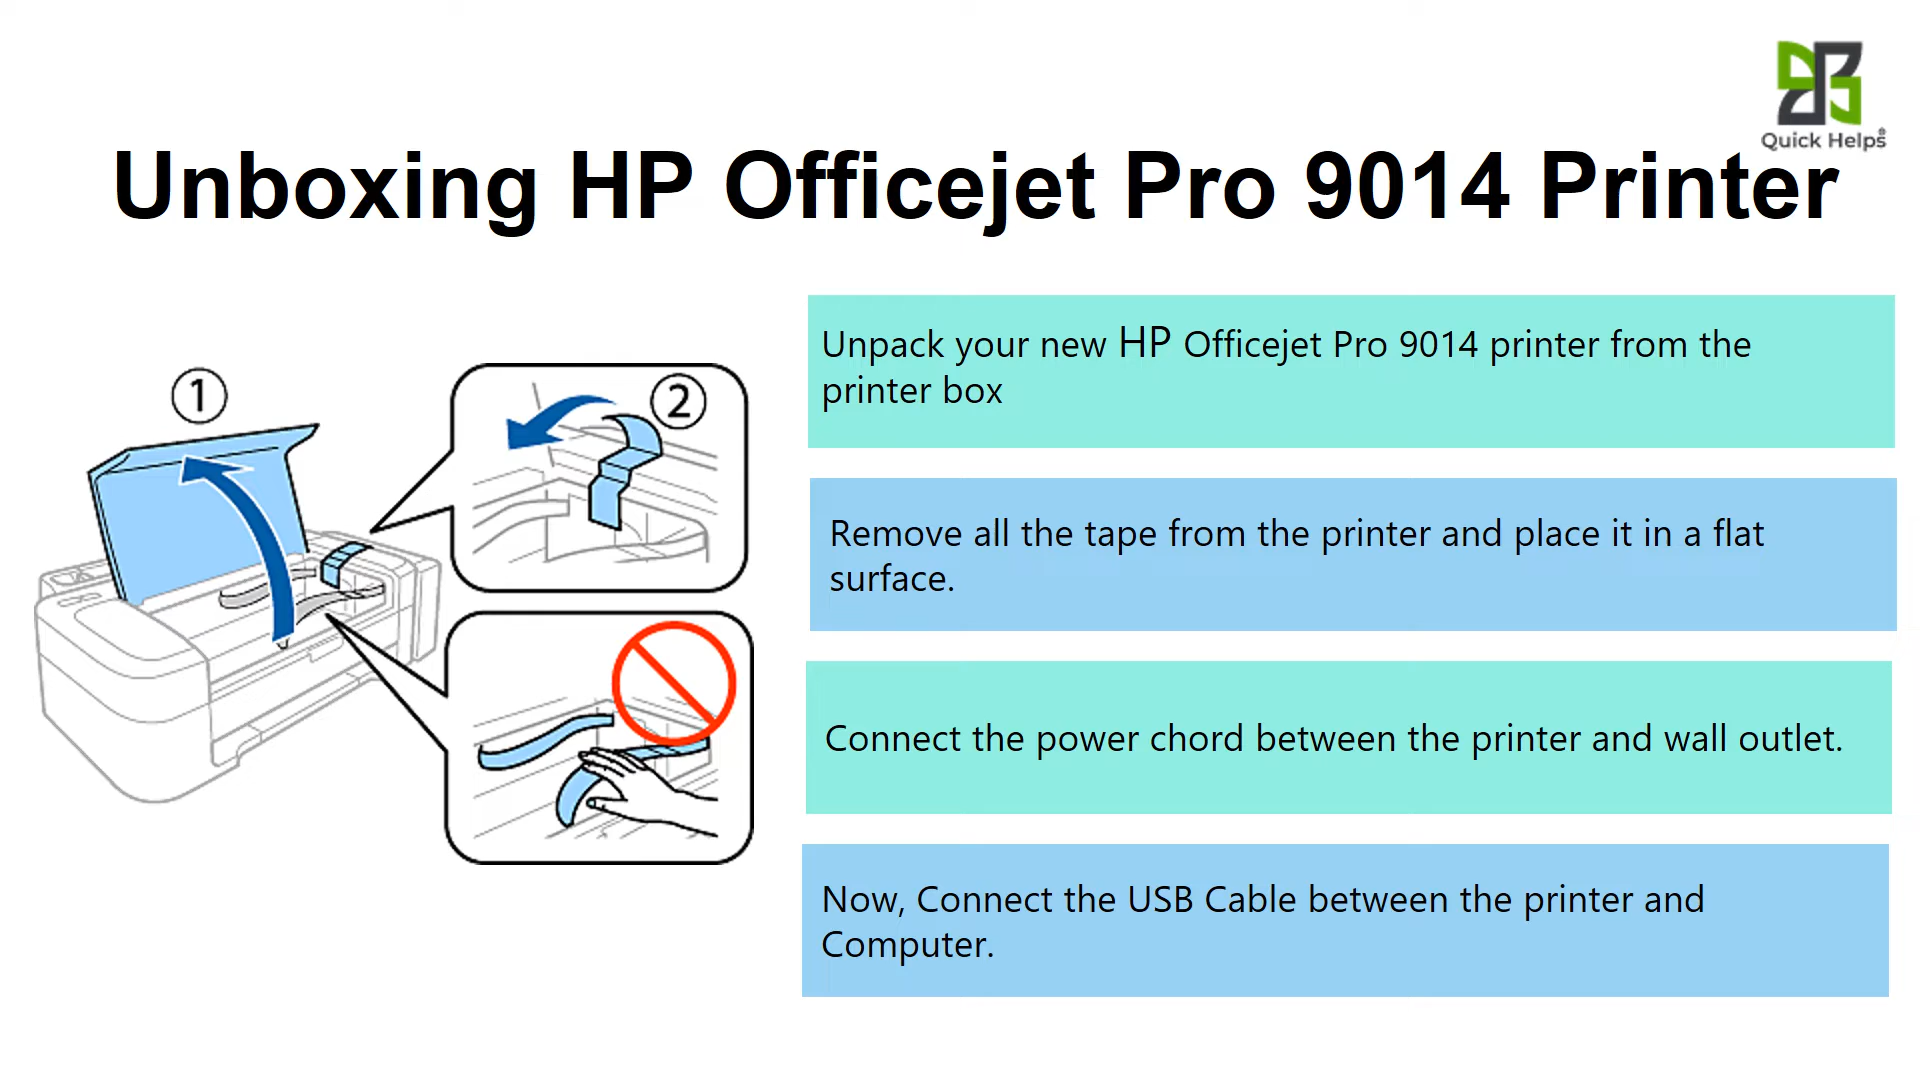 Quick Helps®
Unboxing HP Officejet Pro 9014 Printer
1
2
Unpack your new HP Officejet Pro 9014 printer from the
printer box
Remove all the tape from the printer and place it in a flat
surface.
Connect the power chord between the printer and wall outlet.
Now, Connect the USB Cable between the printer and
Computer.